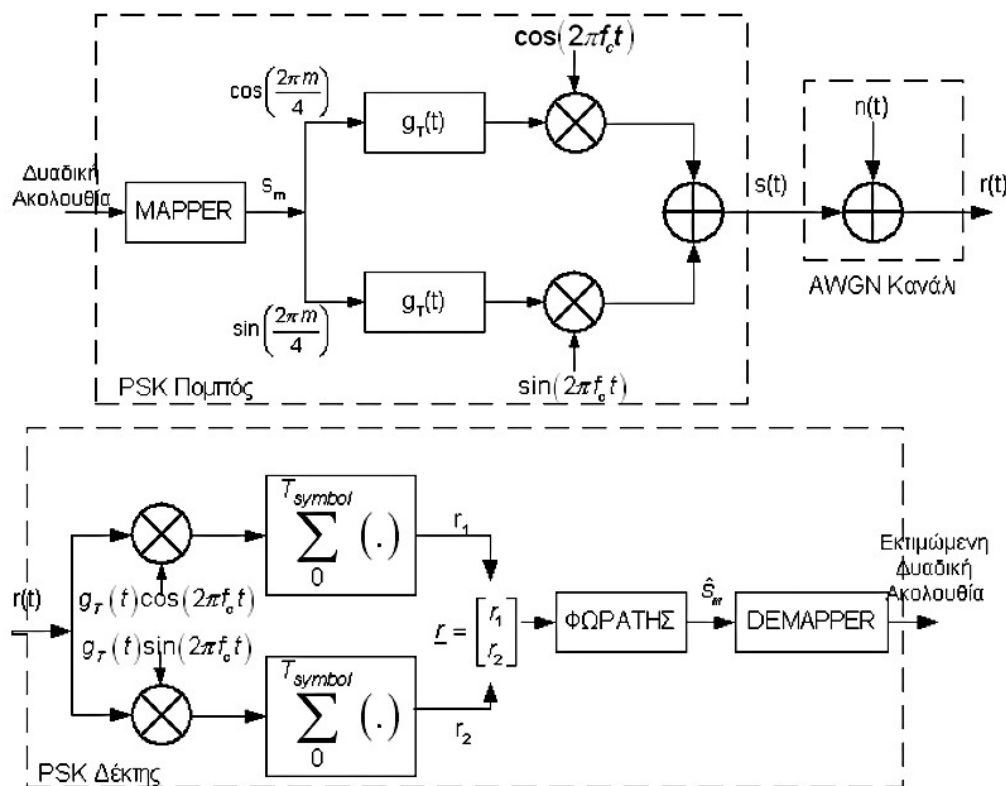 cos(2πf_c t)
cos(2πm/4)
n(t)
g_T(t)
Δυαδική
Ακολουθία
MAPPER
s_m
s(t)
r(t)
g_T(t)
AWGN Κανάλι
sin(2πm/4)
PSK Πομπός
sin(2πf_c t)
T_symbol
∑ (.)
0
r_1
Εκτιμώμενη
Δυαδική
Ακολουθία
r(t)
g_T(t)cos(2πf_c t)
g_T(t)sin(2πf_c t)
r = [r_1 r_2]
ΦΩΡΑΤΗΣ
ŝ_m
DEMAPPER
T_symbol
∑ (.)
0
r_2
PSK Δέκτης